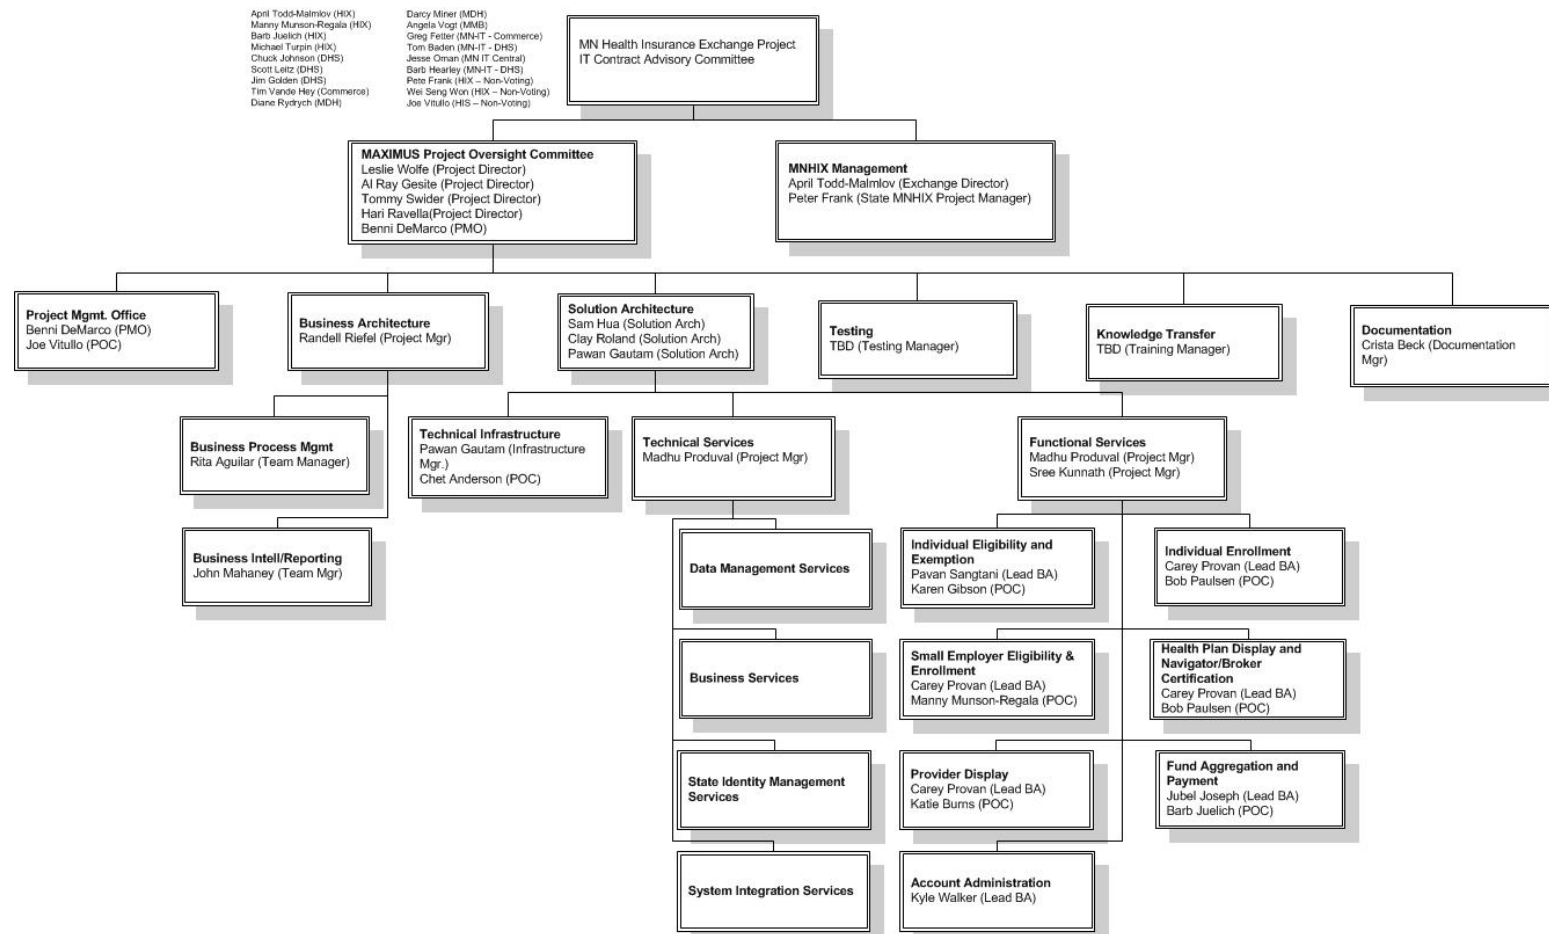 April Todd-Malmlov (HIX)
Manny Munson-Regala (HIX)
Barb Juelich (HIX)
Michael Turpin (HIX)
Chuck Johnson (DHS)
Scott Leitz (DHS)
Jim Golden (DHS)
Tim Vande Hey (Commerce)
Diane Rydrych (MDH)
Darcy Miner (MDH)
Angela Vogt (MMB)
Greg Fetter (MN-IT - Commerce)
Tom Baden (MN-IT - DHS)
Jesse Oman (MN IT Central)
Barb Hearley (MN-IT - DHS)
Pete Frank (HIX – Non-Voting)
Wei Seng Won (HIX – Non-Voting)
Joe Vitullo (HIS – Non-Voting)
MN Health Insurance Exchange Project
IT Contract Advisory Committee
MAXIMUS Project Oversight Committee
Leslie Wolfe (Project Director)
Al Ray Gesite (Project Director)
Tommy Swider (Project Director)
Hari Ravella(Project Director)
Benni DeMarco (PMO)
MNHIX Management
April Todd-Malmlov (Exchange Director)
Peter Frank (State MNHIX Project Manager)
Project Mgmt. Office
Benni DeMarco (PMO)
Joe Vitullo (POC)
Business Architecture
Randell Riefel (Project Mgr)
Solution Architecture
Sam Hua (Solution Arch)
Clay Roland (Solution Arch)
Pawan Gautam (Solution Arch)
Testing
TBD (Testing Manager)
Knowledge Transfer
TBD (Training Manager)
Documentation
Crista Beck (Documentation
Mgr)
Business Process Mgmt
Rita Aguilar (Team Manager)
Technical Infrastructure
Pawan Gautam (Infrastructure
Mgr.)
Chet Anderson (POC)
Technical Services
Madhu Produval (Project Mgr)
Functional Services
Madhu Produval (Project Mgr)
Sree Kunnath (Project Mgr)
Business Intell/Reporting
John Mahaney (Team Mgr)
Data Management Services
Individual Eligibility and
Exemption
Pavan Sangtani (Lead BA)
Karen Gibson (POC)
Individual Enrollment
Carey Provan (Lead BA)
Bob Paulsen (POC)
Business Services
Small Employer Eligibility &
Enrollment
Carey Provan (Lead BA)
Manny Munson-Regala (POC)
Health Plan Display and
Navigator/Broker
Certification
Carey Provan (Lead BA)
Bob Paulsen (POC)
State Identity Management
Services
Provider Display
Carey Provan (Lead BA)
Katie Burns (POC)
Fund Aggregation and
Payment
Jubel Joseph (Lead BA)
Barb Juelich (POC)
System Integration Services
Account Administration
Kyle Walker (Lead BA)